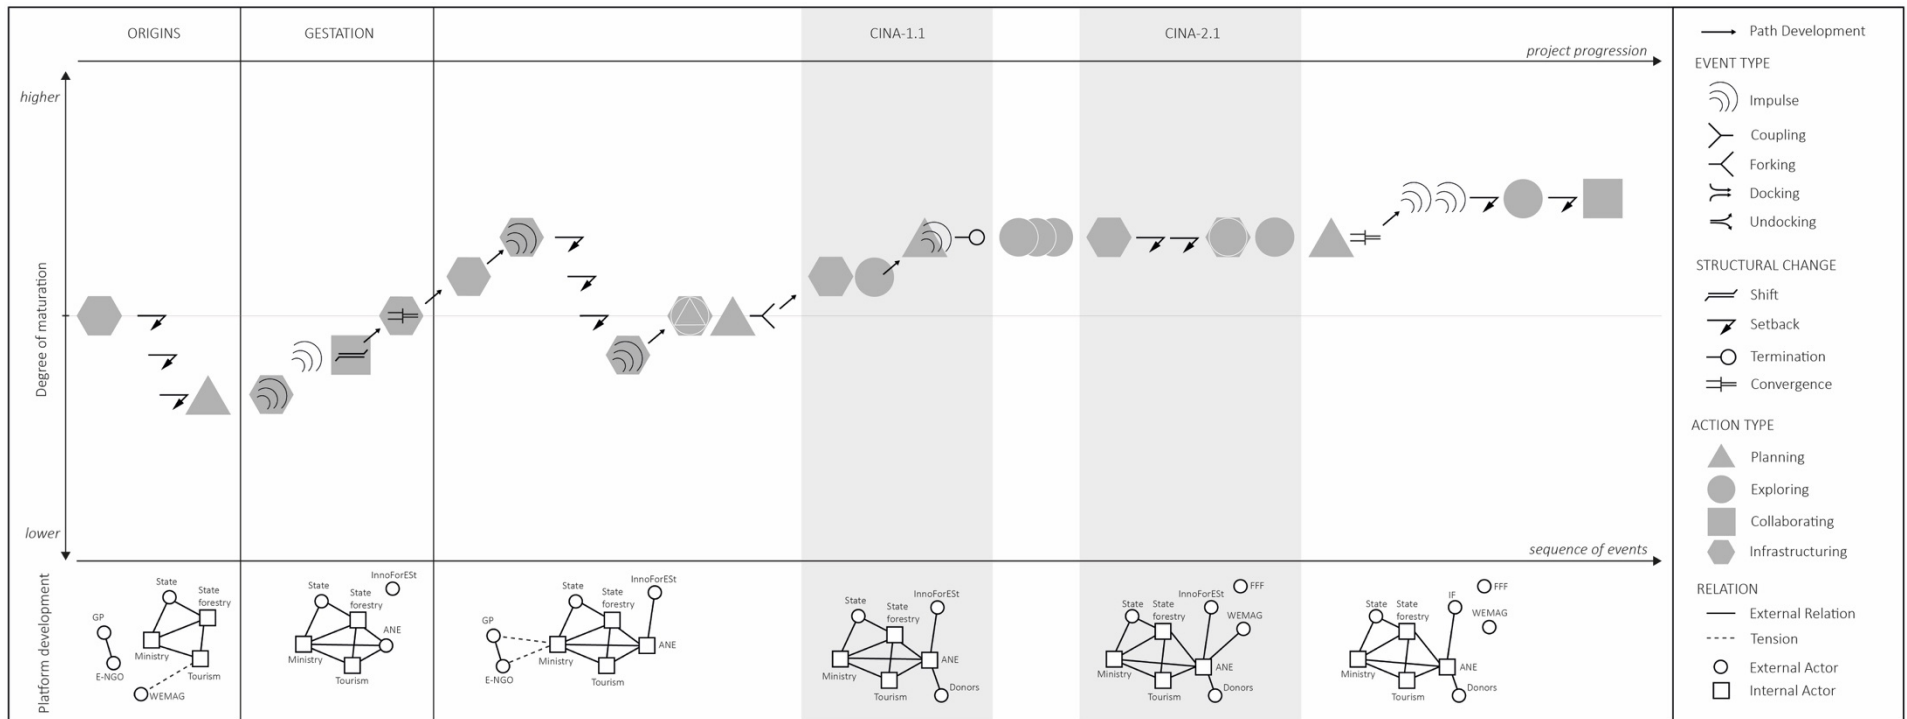 ORIGINS
GESTATION
CINA-1.1
CINA-2.1
project progression
higher
Degree of maturation
lower
sequence of events
Platform development
GP
E-NGO
State
State
forestry
Ministry
Tourism
WEMAG
State
State
forestry
InnoForESt
ANE
Ministry
Tourism
GP
E-NGO
State
State
forestry
InnoForESt
Ministry
ANE
Tourism
State
State
forestry
InnoForESt
Ministry
ANE
Tourism
Donors
State
State
forestry
InnoForESt
FFF
WEMAG
Ministry
ANE
Tourism
Donors
State
State
forestry
IF
FFF
WEMAG
Ministry
ANE
Tourism
Donors
Path Development
EVENT TYPE
Impulse
Coupling
Forking
Docking
Undocking
STRUCTURAL CHANGE
Shift
Setback
Termination
Convergence
ACTION TYPE
Planning
Exploring
Collaborating
Infrastructuring
RELATION
External Relation
Tension
External Actor
Internal Actor